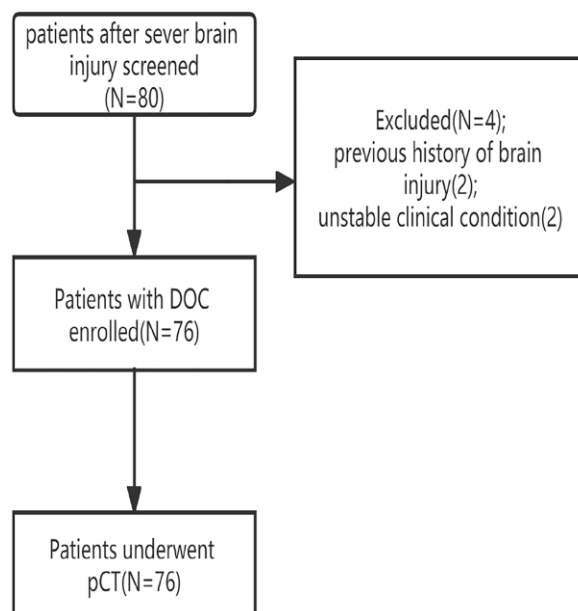 patients after sever brain
injury screened
(N=80)
Excluded(N=4);
previous history of brain
injury(2);
unstable clinical condition(2)
Patients with DOC
enrolled(N=76)
Patients underwent
pCT(N=76)